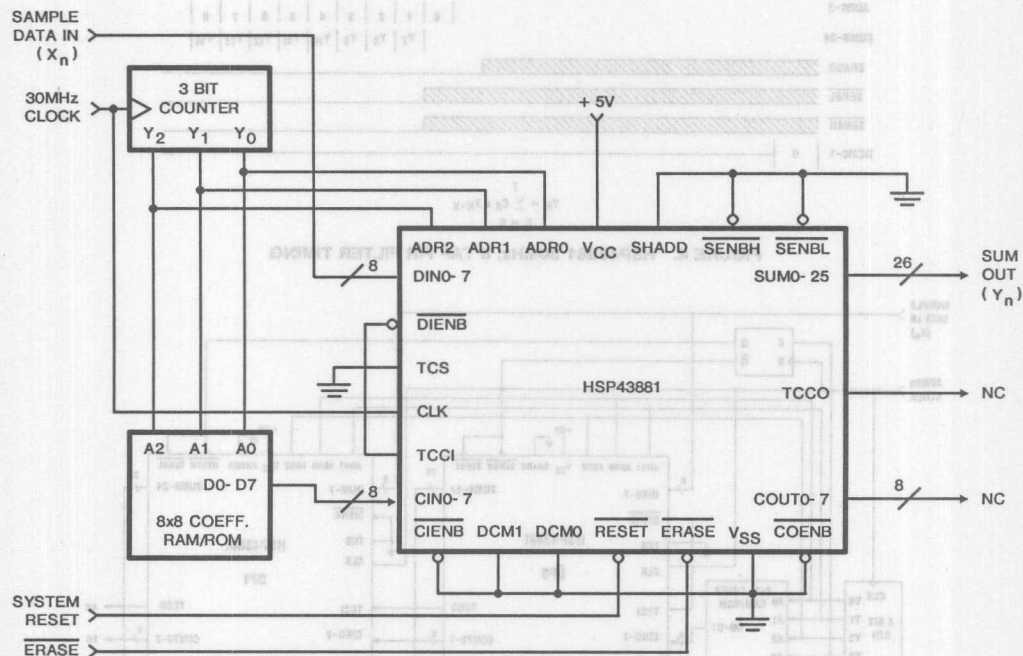 SAMPLE
DATA IN
(Xn)
30MHz
CLOCK
3 BIT
COUNTER
Y2 Y1 Y0
+ 5V
ADR2 ADR1 ADR0 VCC SHADD SENBH SENBL
DIN0- 7
SUM0- 25
8
26
SUM
OUT
(Yn)
DIENB
TCS
HSP43881
TCCO
NC
CLK
TCCI
A2 A1 A0
D0- D7
8
CIN0- 7
COUT0- 7
8
NC
8x8 COEFF.
RAM/ROM
CIENB DCM1 DCM0 RESET ERASE VSS COENB
SYSTEM
RESET
ERASE